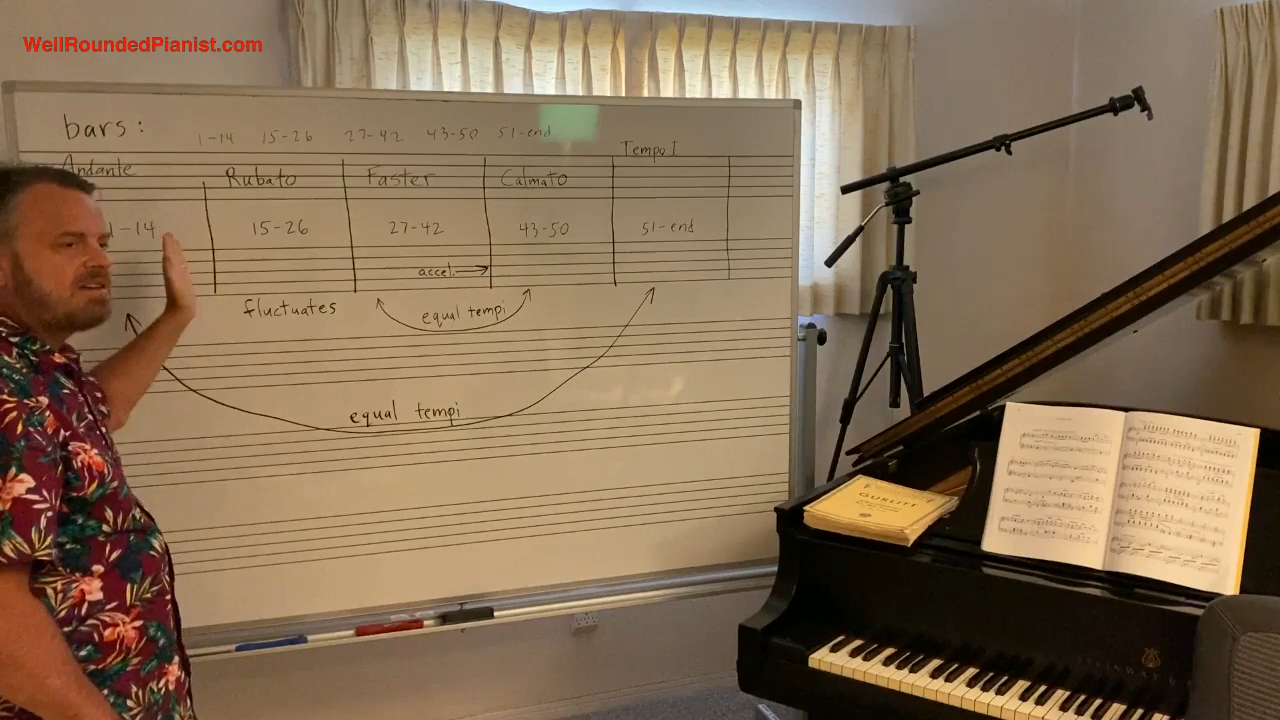 WellRoundedPianist.com
bars:
1-14 15-26 27-42 43-50 51-end
Tempo I
Andante Rubato Faster Calmato
1-14 15-26 27-42 43-50 51-end
accel.
fluctuates equal tempi
equal tempi
GURLITT